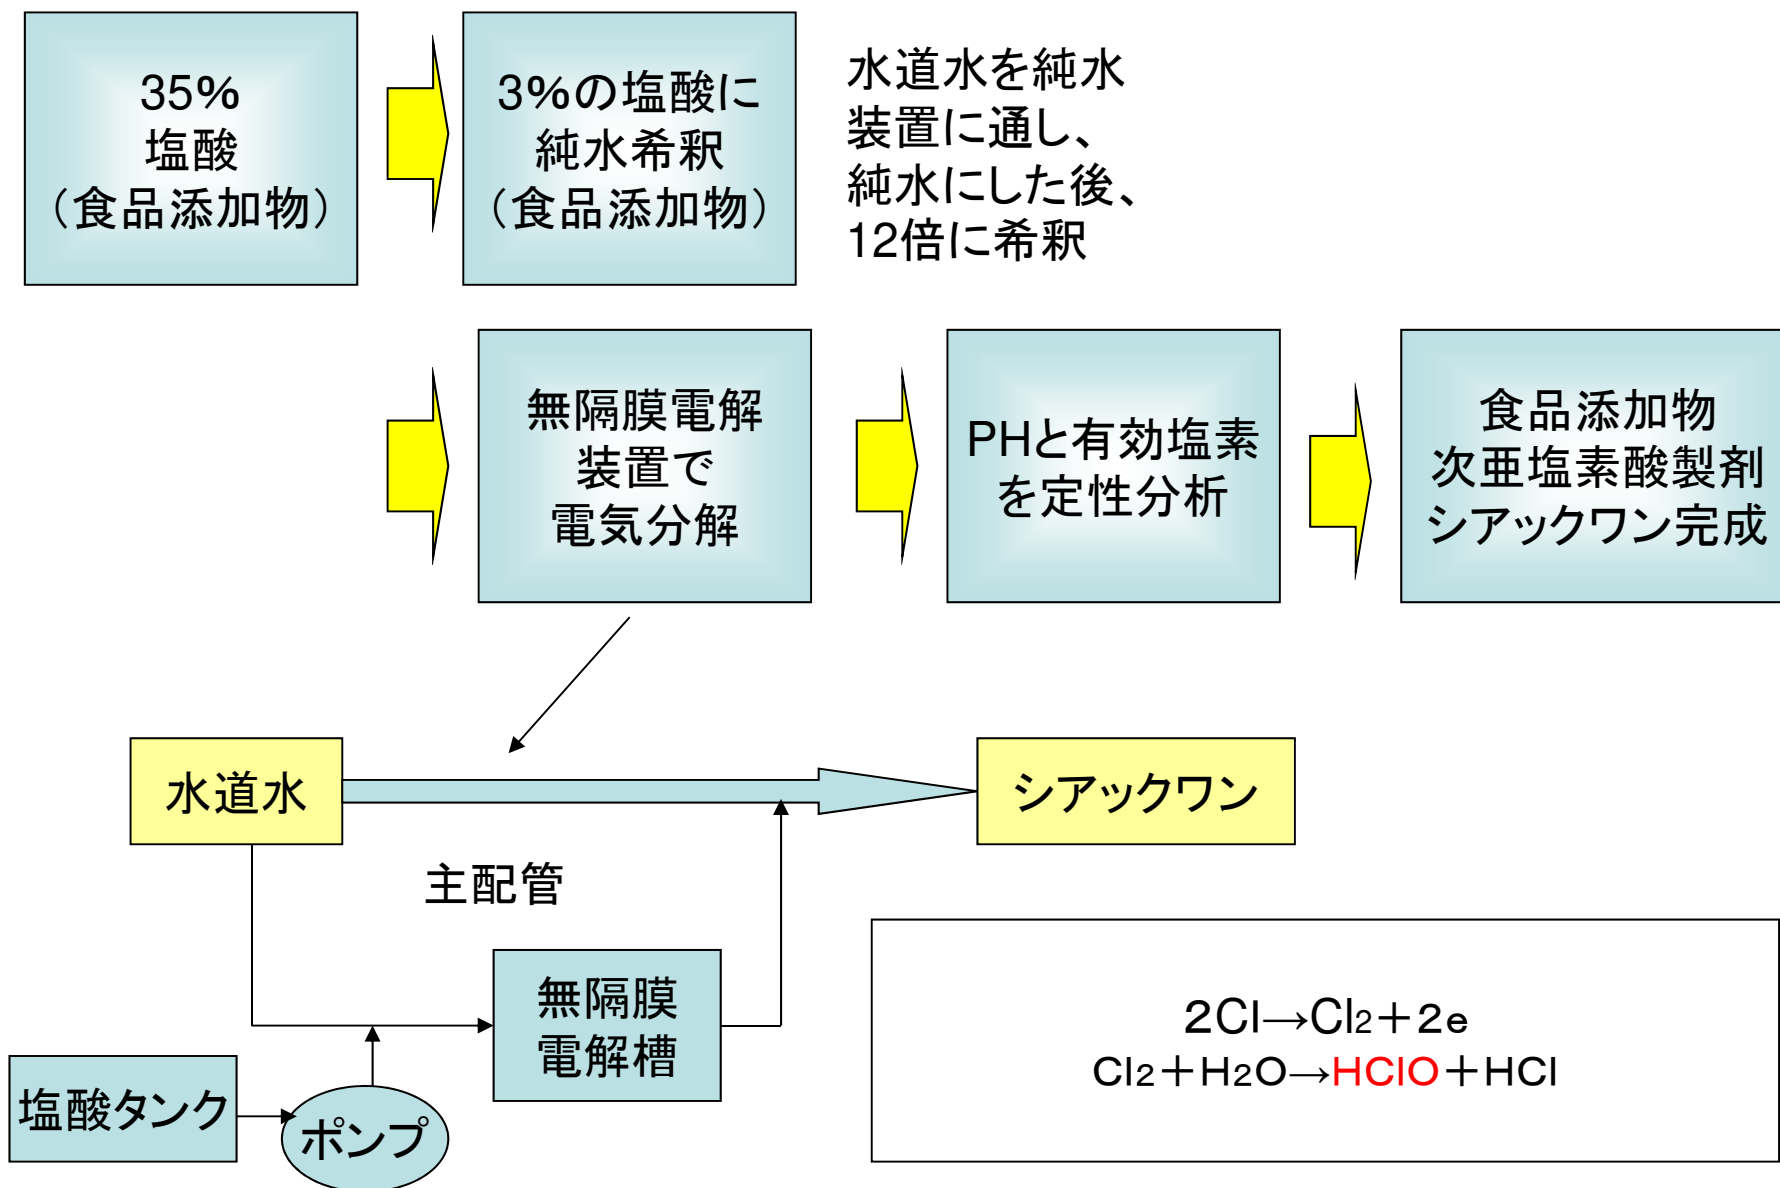 35%
塩酸
（食品添加物）
3%の塩酸に
純水希釈
（食品添加物）
水道水を純水
装置に通し、
純水にした後、
12倍に希釈
無隔膜電解
装置で
電気分解
PHと有効塩素
を定性分析
食品添加物
次亜塩素酸製剤
シアックワン完成
水道水
シアックワン
主配管
無隔膜
電解槽
塩酸タンク
ポンプ
2Cl→Cl2＋2e
Cl2＋H2O→HClO＋HCl